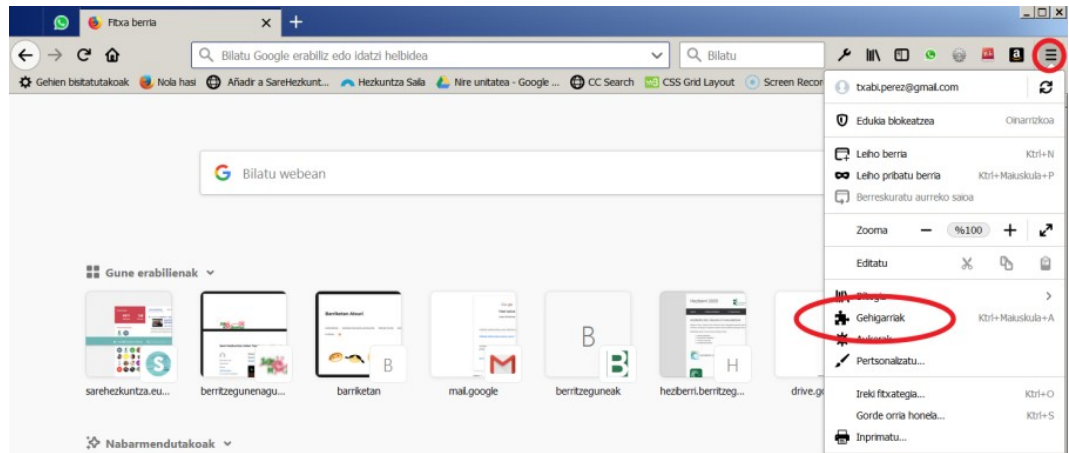 Fitxa berria
Bilatu Google erabiliz edo idatzi helbidea
Bilatu
Gehien bisitatutakoak
Nola hasi
Añadir a SareHezkunt...
Hezkuntza Saila
Nire unitatea - Google ...
CC Search
CSS Grid Layout
Screen Recor
txabi.perez@gmail.com
Edukia blokeatzea Oinarrizkoa
Leiho berria Ktrl+N
Leiho pribatu berria Ktrl+Maiuskula+P
Berreskuratu aurreko saioa
Zooma %100
Editatu
Bilatu webean
Gehigarriak Ktrl+Maiuskula+A
Pertsonalizatu...
Ireki fitxategia... Ktrl+O
Gorde orria honela... Ktrl+S
Inprimatu...
Gune erabilienak
Barriketan Atsuri
B
B
H
sarehezkuntza.eu...
berritzegunenagu...
barriketan
mail.google
berritzeguneak
heziberri.berritzeg...
drive.g
Nabarmendutakoak